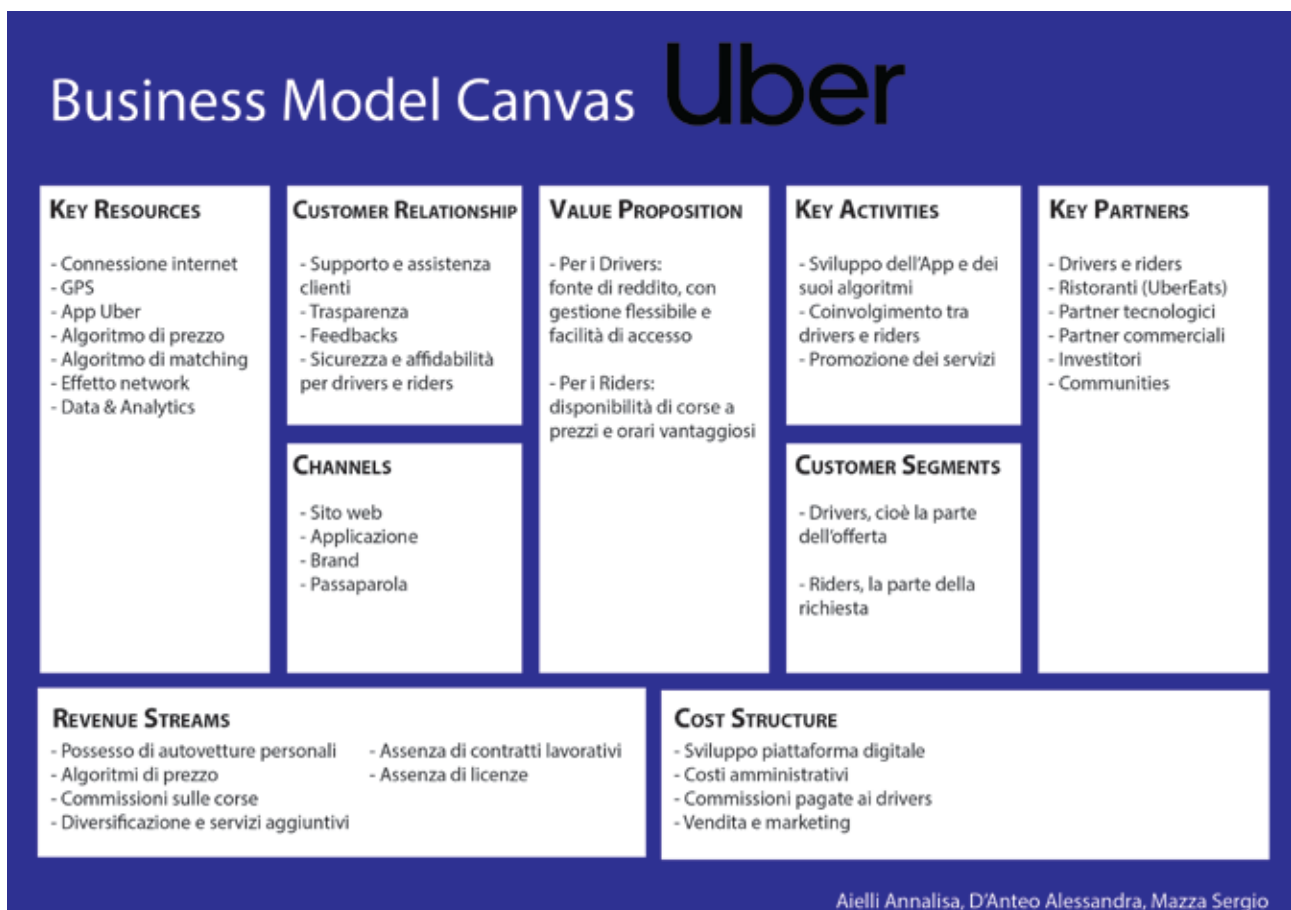 Business Model Canvas Uber
KEY RESOURCES
- Connessione internet
- GPS
- App Uber
- Algoritmo di prezzo
- Algoritmo di matching
- Effetto network
- Data & Analytics
CUSTOMER RELATIONSHIP
- Supporto e assistenza
clienti
- Trasparenza
- Feedbacks
- Sicurezza e affidabilità
per drivers e riders
CHANNELS
- Sito web
- Applicazione
- Brand
- Passaparola
VALUE PROPOSITION
- Per i Drivers:
fonte di reddito, con
gestione flessibile e
facilità di accesso
- Per i Riders:
disponibilità di corse a
prezzi e orari vantaggiosi
KEY ACTIVITIES
- Sviluppo dell'App e dei
suoi algoritmi
- Coinvolgimento tra
drivers e riders
- Promozione dei servizi
CUSTOMER SEGMENTS
- Drivers, cioè la parte
dell'offerta
- Riders, la parte della
richiesta
KEY PARTNERS
- Drivers e riders
- Ristoranti (UberEats)
- Partner tecnologici
- Partner commerciali
- Investitori
- Communities
REVENUE STREAMS
- Possesso di autovetture personali
- Algoritmi di prezzo
- Commissioni sulle corse
- Diversificazione e servizi aggiuntivi
- Assenza di contratti lavorativi
- Assenza di licenze
COST STRUCTURE
- Sviluppo piattaforma digitale
- Costi amministrativi
- Commissioni pagate ai drivers
- Vendita e marketing
Aielli Annalisa, D'Anteo Alessandra, Mazza Sergio